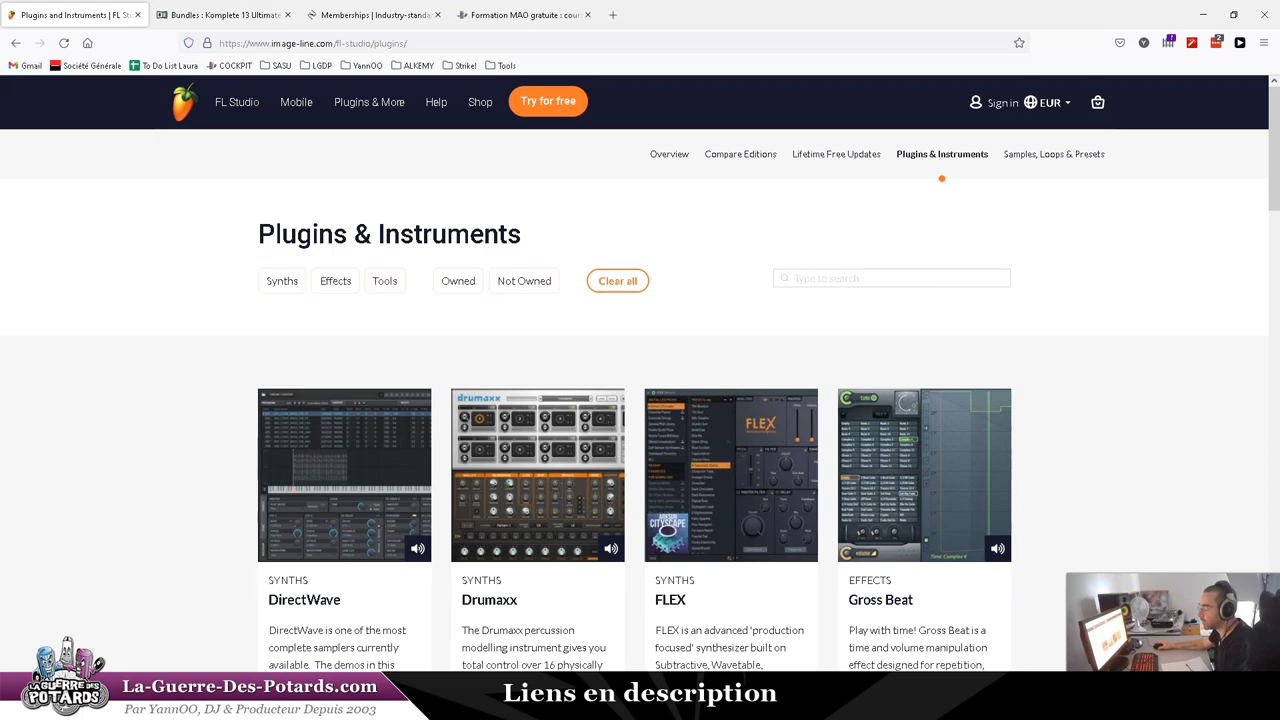 Plugins and Instruments | FL St
Bundles : Komplete 13 Ultimate
Memberships | Industry-standa
Formation MAO gratuite : cour
https://www.image-line.com/fl-studio/plugins/
Gmail
Société Générale
To Do List Laura
COCKPIT
SASU
LGDP
YannOO
ALKEMY
Strike!
Tools
FL Studio
Mobile
Plugins & More
Help
Shop
Try for free
Sign in
EUR
Overview
Compare Editions
Lifetime Free Updates
Plugins & Instruments
Samples, Loops & Presets
Plugins & Instruments
Synths
Effects
Tools
Owned
Not Owned
Clear all
Type to search
drumaxx
FLEX
CITYSCAPE
SYNTHS
DirectWave
DirectWave is one of the most
complete samplers currently
available. The demos in this
SYNTHS
Drumaxx
The Drumaxx percussion
modelling instrument gives you
total control over 16 physically
SYNTHS
FLEX
FLEX is an advanced 'production
focused' synthesizer built on
Subtractive, Wavetable,
EFFECTS
Gross Beat
Play with time! Gross Beat is a
time and volume manipulation
effect designed for repetition,
LA GUERRE DES
POTARDS
La-Guerre-Des-Potards.com
Par YannOO, DJ & Producteur Depuis 2003
Liens en description